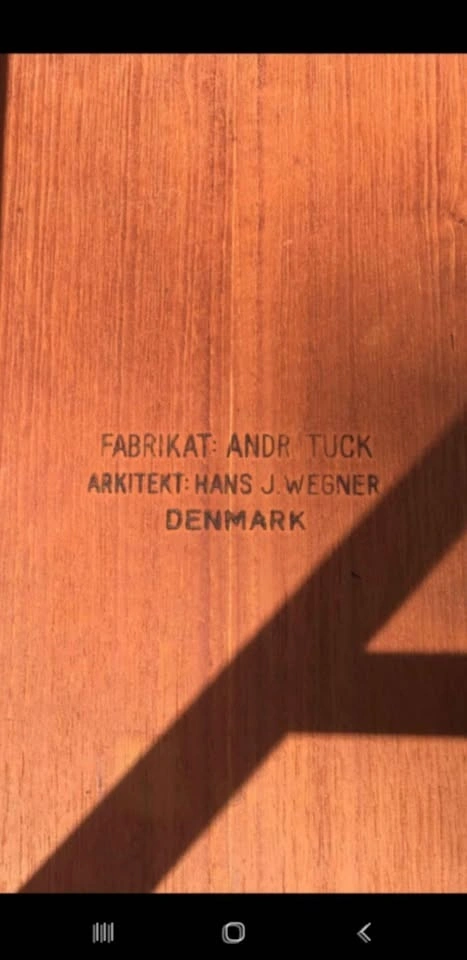 FABRIKAT: ANDR TUCK
ARKITEKT: HANS J. WEGNER
DENMARK